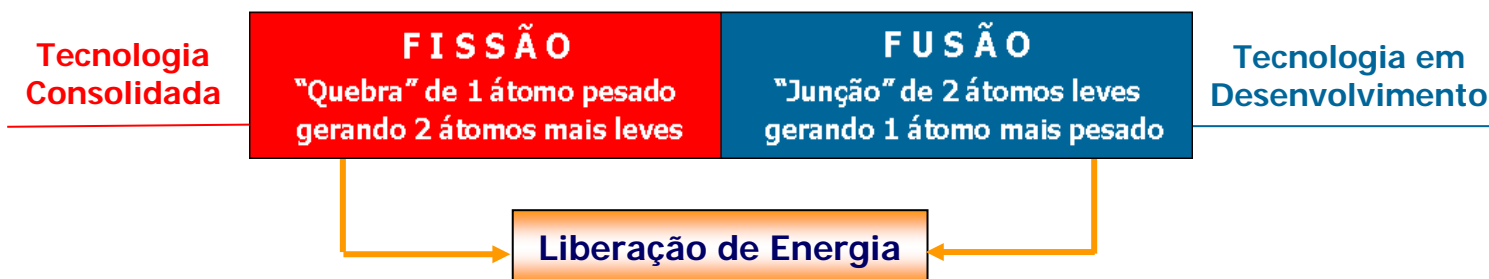 Tecnologia
Consolidada
F I S S Ã O
"Quebra" de 1 átomo pesado
gerando 2 átomos mais leves
F U S Ã O
"Junção" de 2 átomos leves
gerando 1 átomo mais pesado
Tecnologia em
Desenvolvimento
Liberação de Energia